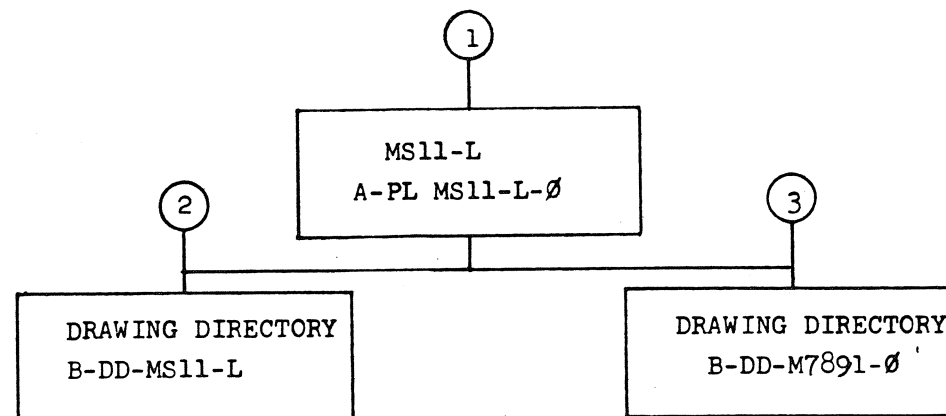 1
MS11-L
A-PL MS11-L-Ø
2
3
DRAWING DIRECTORY
B-DD-MS11-L
DRAWING DIRECTORY
B-DD-M7891-Ø